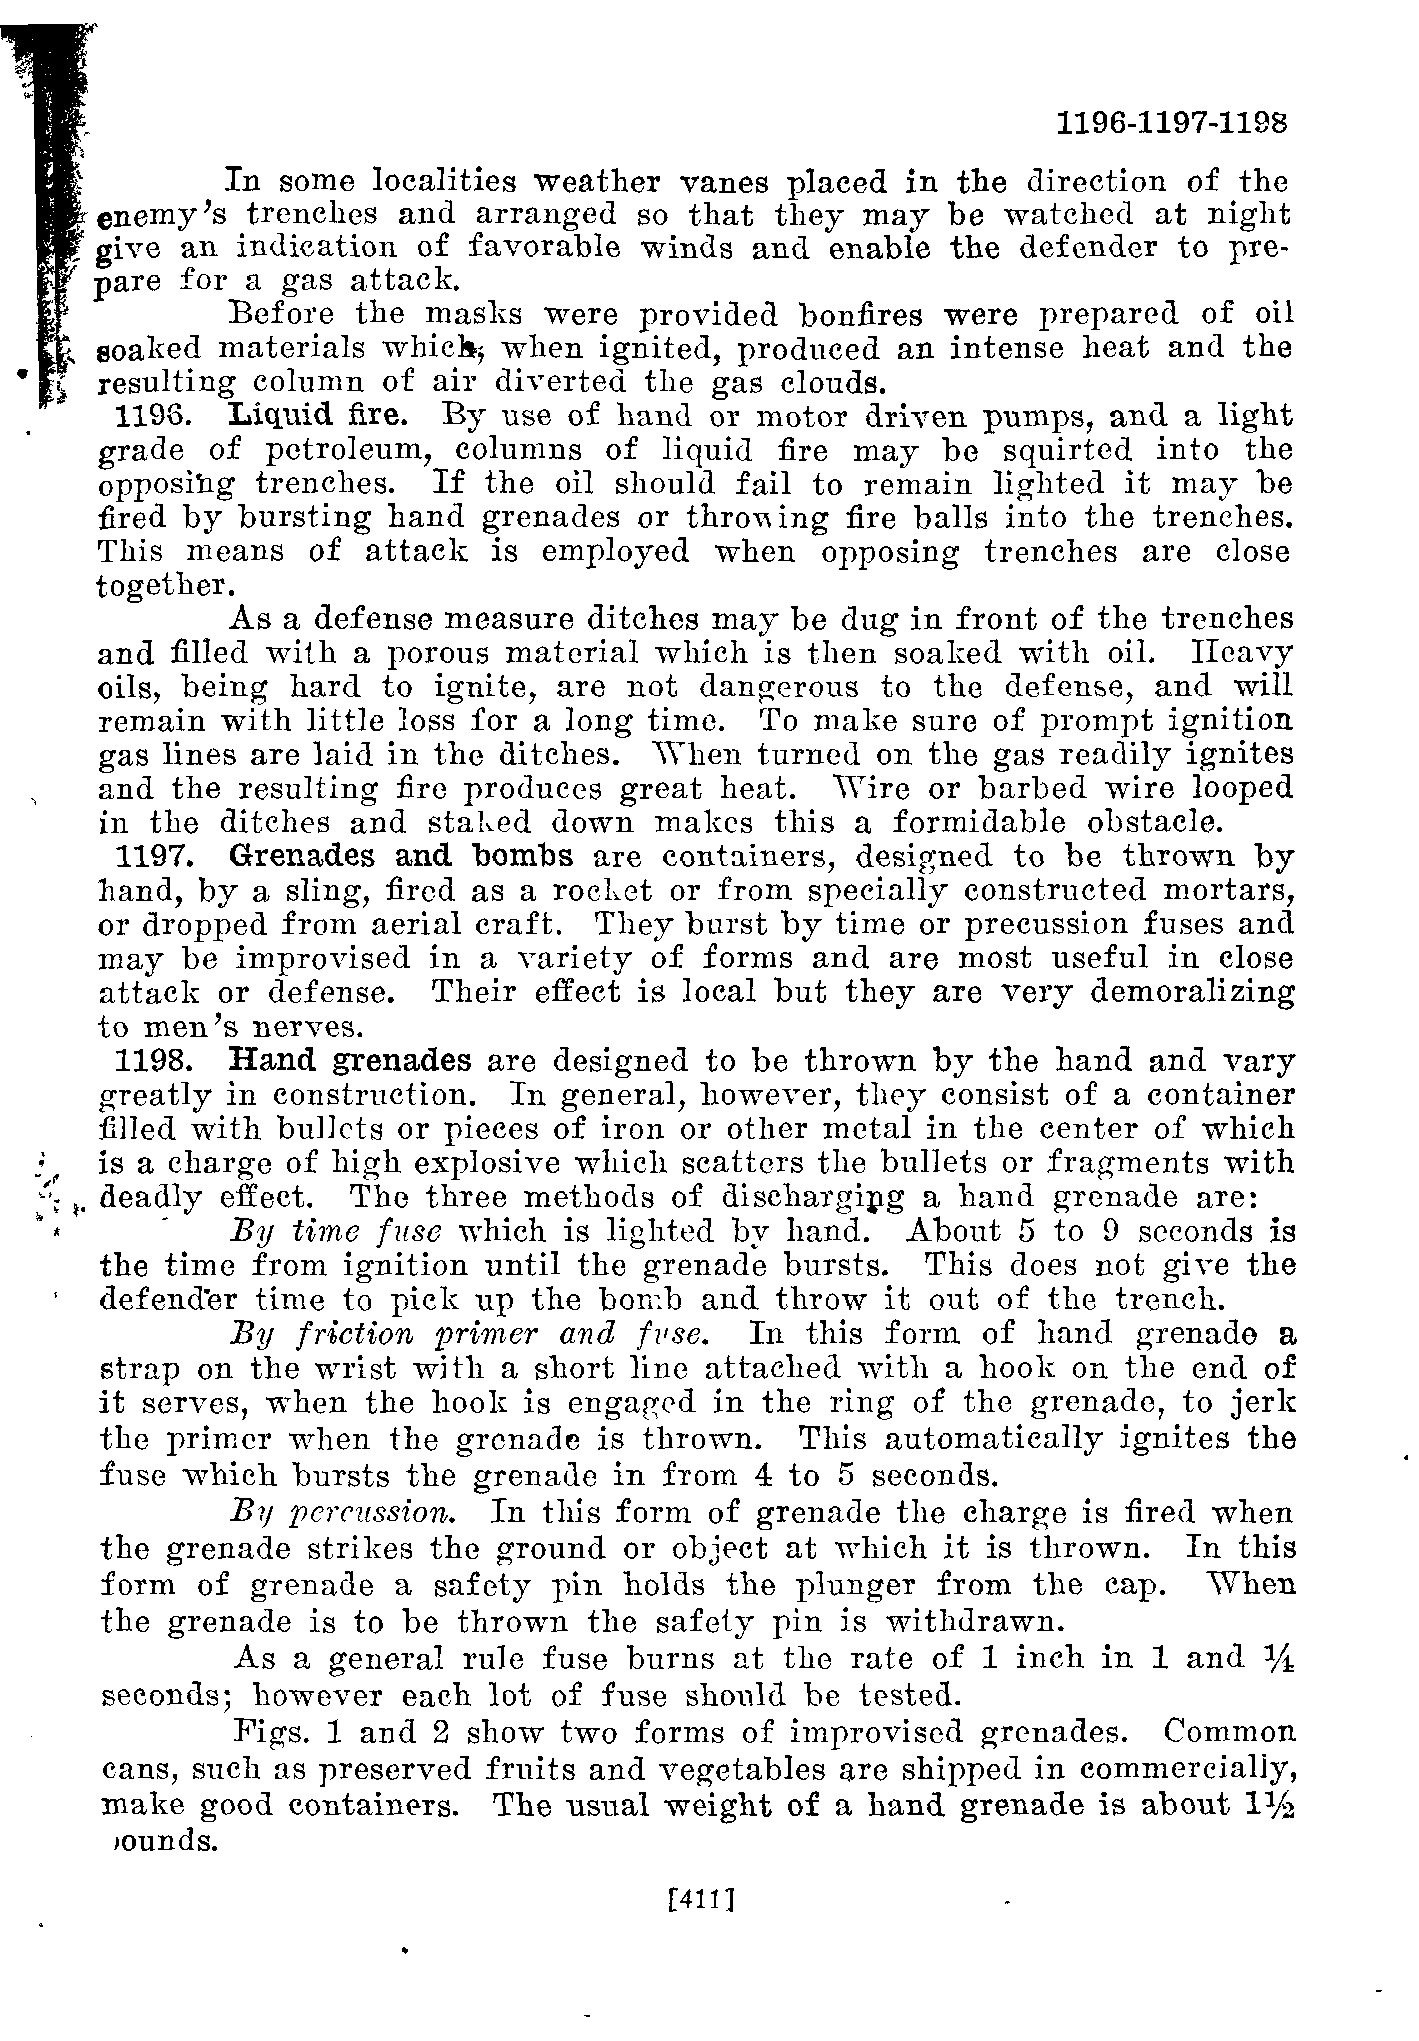 1196-1197-1198
In some localities weather vanes placed in the direction of the
enemy's trenches and arranged so that they may be watched at night
give an indication of favorable winds and enable the defender to pre-
pare for a gas attack.
Before the masks were provided bonfires were prepared of oil
soaked materials which, when ignited, produced an intense heat and the
resulting column of air diverted the gas clouds.
1196. Liquid fire. By use of hand or motor driven pumps, and a light
grade of petroleum, columns of liquid fire may be squirted into the
opposing trenches. If the oil should fail to remain lighted it may be
fired by bursting hand grenades or throwing fire balls into the trenches.
This means of attack is employed when opposing trenches are close
together.
As a defense measure ditches may be dug in front of the trenches
and filled with a porous material which is then soaked with oil. Heavy
oils, being hard to ignite, are not dangerous to the defense, and will
remain with little loss for a long time. To make sure of prompt ignition
gas lines are laid in the ditches. When turned on the gas readily ignites
and the resulting fire produces great heat. Wire or barbed wire looped
in the ditches and staked down makes this a formidable obstacle.
1197. Grenades and bombs are containers, designed to be thrown by
hand, by a sling, fired as a rocket or from specially constructed mortars,
or dropped from aerial craft. They burst by time or precussion fuses and
may be improvised in a variety of forms and are most useful in close
attack or defense. Their effect is local but they are very demoralizing
to men's nerves.
1198. Hand grenades are designed to be thrown by the hand and vary
greatly in construction. In general, however, they consist of a container
filled with bullets or pieces of iron or other metal in the center of which
is a charge of high explosive which scatters the bullets or fragments with
deadly effect. The three methods of discharging a hand grenade are:
By time fuse which is lighted by hand. About 5 to 9 seconds is
the time from ignition until the grenade bursts. This does not give the
defender time to pick up the bomb and throw it out of the trench.
By friction primer and fuse. In this form of hand grenade a
strap on the wrist with a short line attached with a hook on the end of
it serves, when the hook is engaged in the ring of the grenade, to jerk
the primer when the grenade is thrown. This automatically ignites the
fuse which bursts the grenade in from 4 to 5 seconds.
By percussion. In this form of grenade the charge is fired when
the grenade strikes the ground or object at which it is thrown. In this
form of grenade a safety pin holds the plunger from the cap. When
the grenade is to be thrown the safety pin is withdrawn.
As a general rule fuse burns at the rate of 1 inch in 1 and ¼
seconds; however each lot of fuse should be tested.
Figs. 1 and 2 show two forms of improvised grenades. Common
cans, such as preserved fruits and vegetables are shipped in commercially,
make good containers. The usual weight of a hand grenade is about 1½
pounds.
[411]